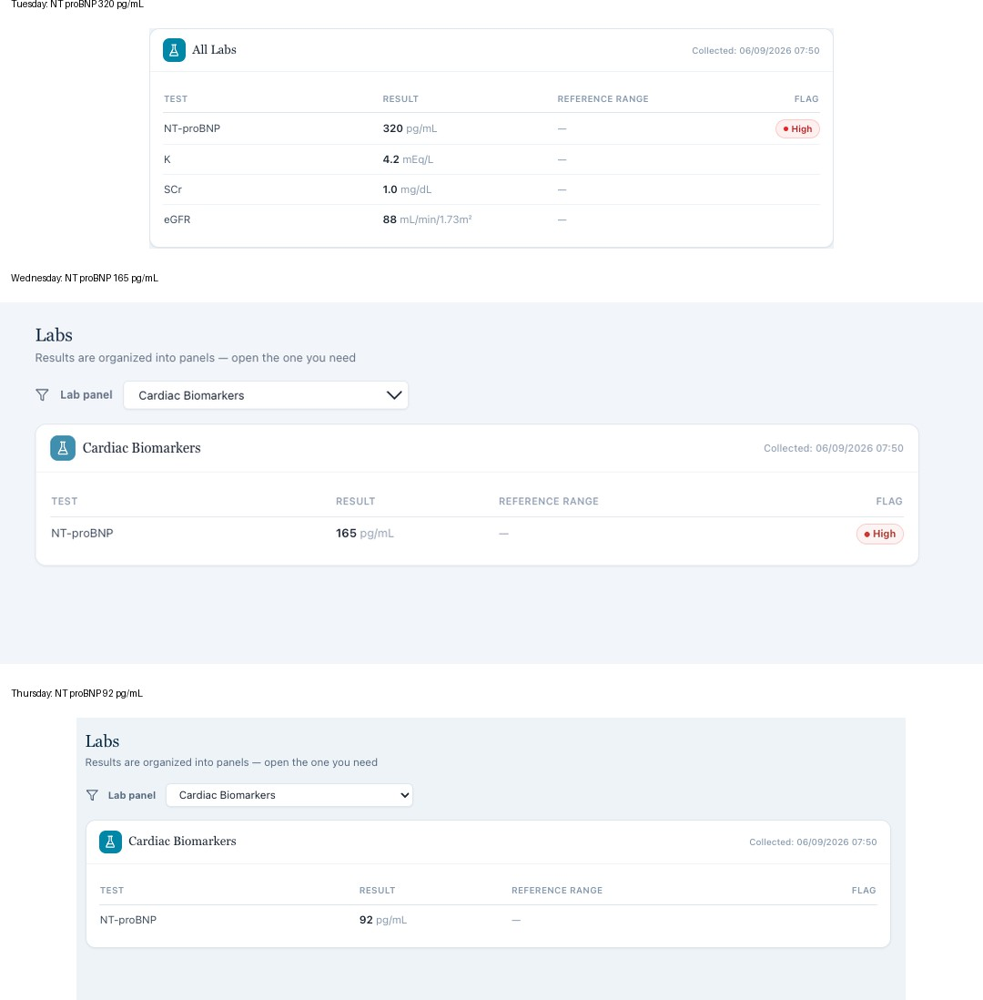 Tuesday: NT proBNP 320 pg/mL
All Labs Collected: 06/09/2026 07:50
TEST RESULT REFERENCE RANGE FLAG
NT-proBNP 320 pg/mL — High
K 4.2 mEq/L —
SCr 1.0 mg/dL —
eGFR 88 mL/min/1.73m² —
Wednesday: NT proBNP 165 pg/mL
Labs
Results are organized into panels — open the one you need
Lab panel Cardiac Biomarkers
Cardiac Biomarkers Collected: 06/09/2026 07:50
TEST RESULT REFERENCE RANGE FLAG
NT-proBNP 165 pg/mL — High
Thursday: NT proBNP 92 pg/mL
Labs
Results are organized into panels — open the one you need
Lab panel Cardiac Biomarkers
Cardiac Biomarkers Collected: 06/09/2026 07:50
TEST RESULT REFERENCE RANGE FLAG
NT-proBNP 92 pg/mL —